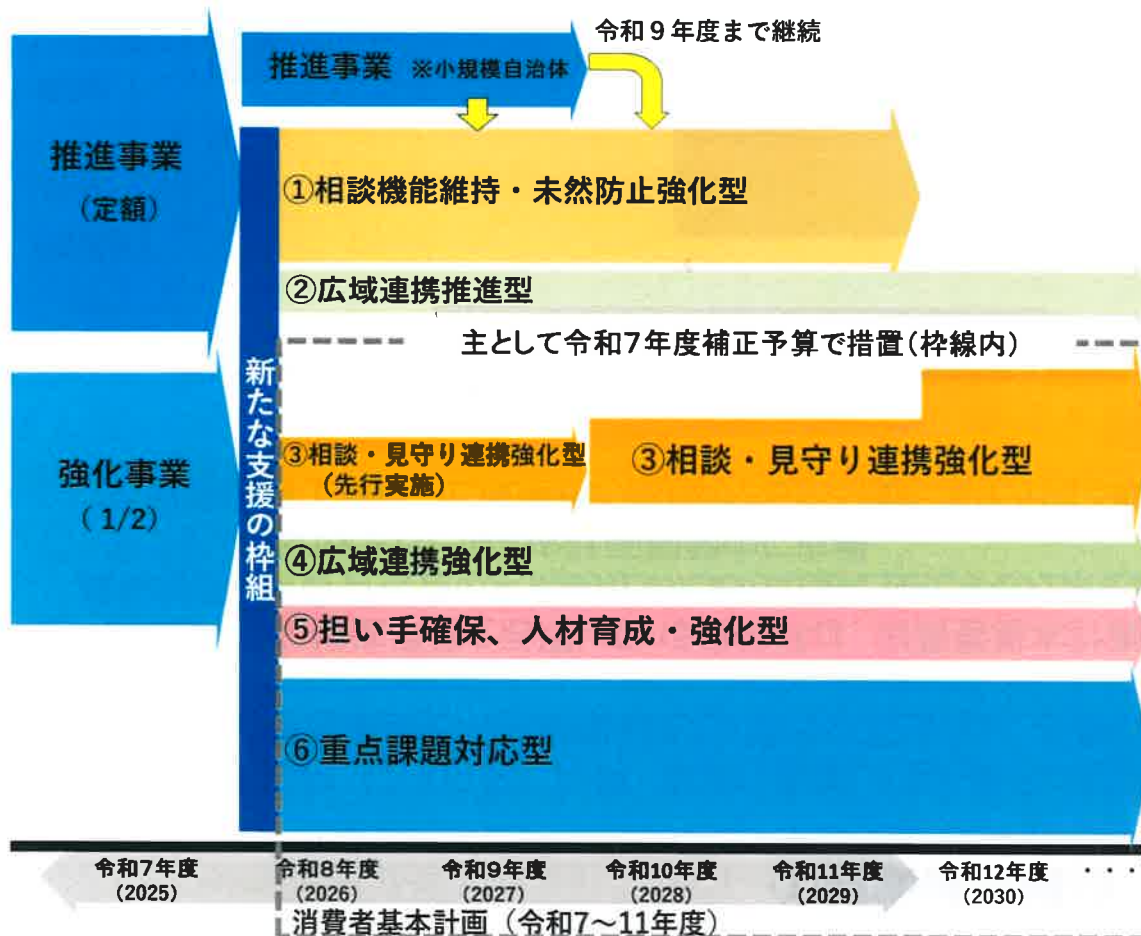 令和９年度まで継続
推進事業 ※小規模自治体
推進事業
(定額)
①相談機能維持・未然防止強化型
②広域連携推進型
主として令和7年度補正予算で措置(枠線内)
新たな支援の枠組
強化事業
( 1/2)
③相談・見守り連携強化型
(先行実施)
③相談・見守り連携強化型
④広域連携強化型
⑤担い手確保、人材育成・強化型
⑥重点課題対応型
令和7年度
(2025)
令和8年度
(2026)
令和9年度
(2027)
令和10年度
(2028)
令和11年度
(2029)
令和12年度
(2030)
・・・・
消費者基本計画（令和7～11年度）